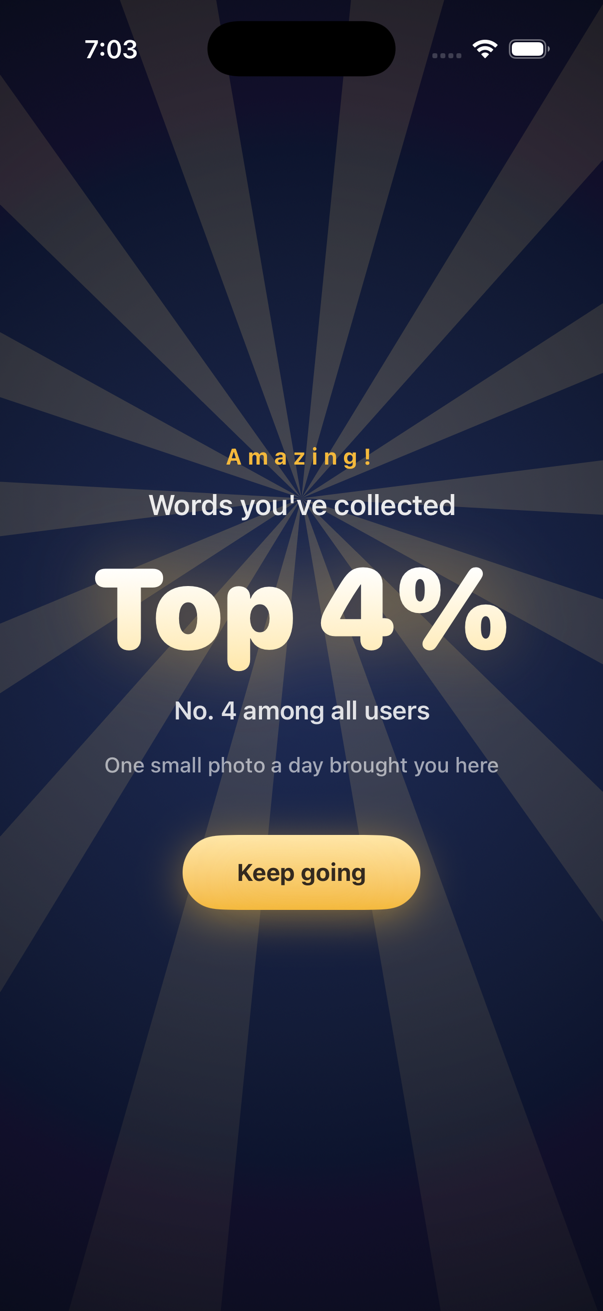 7:03
Amazing!
Words you've collected
Top 4%
No. 4 among all users
One small photo a day brought you here
Keep going